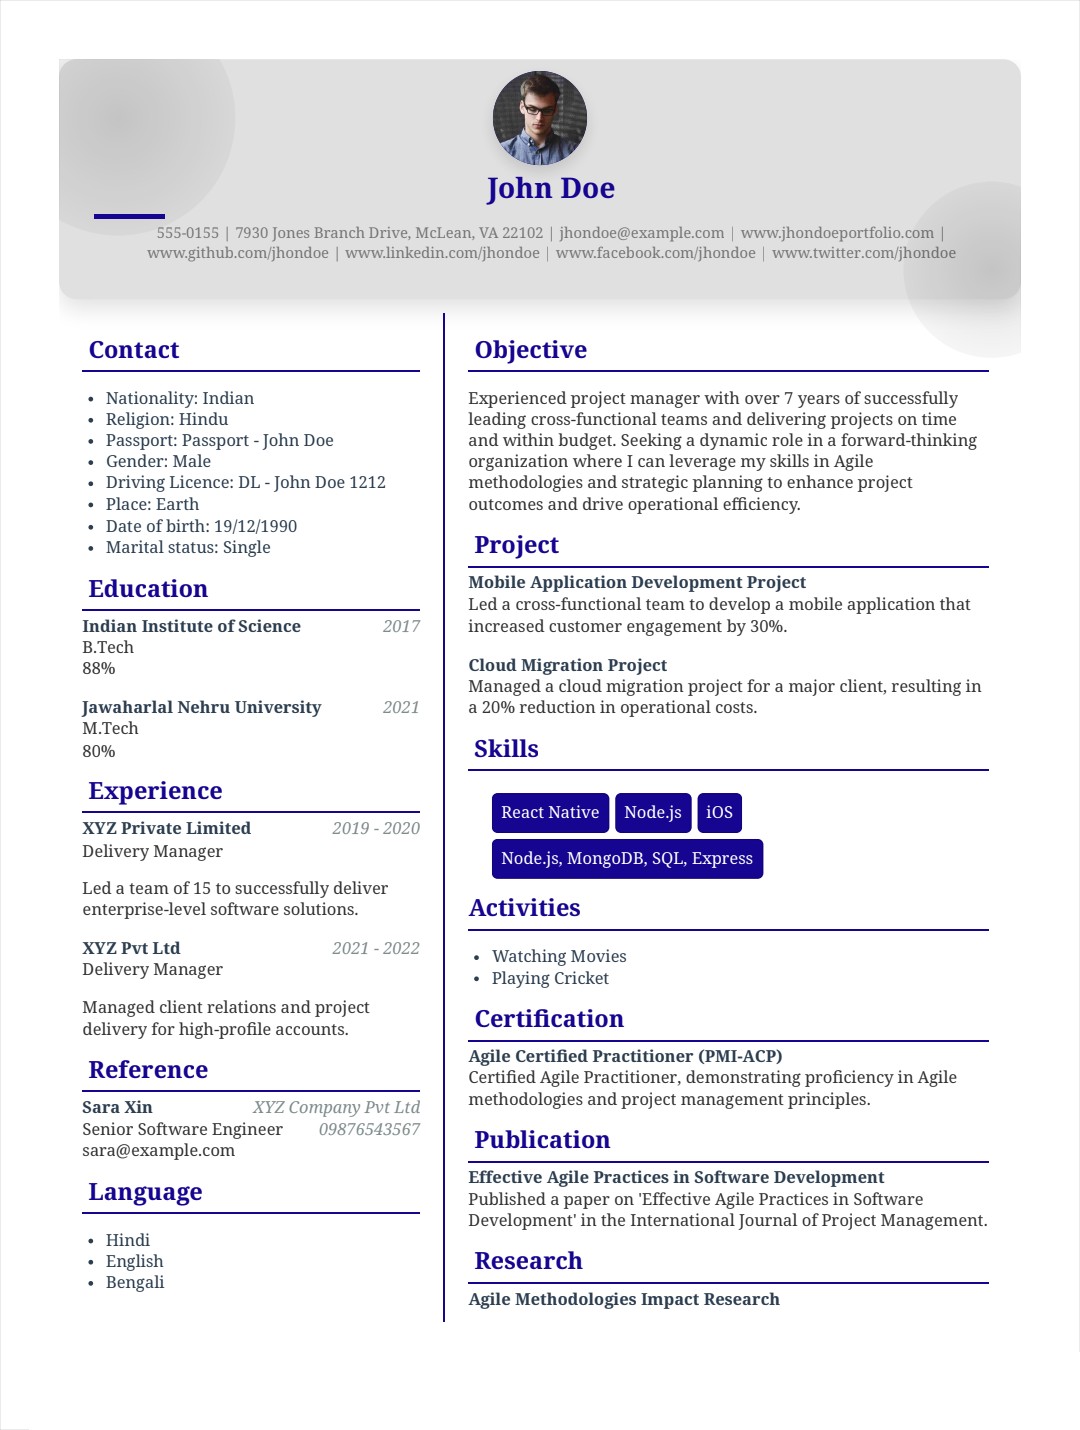 John Doe
555-0155 | 7930 Jones Branch Drive, McLean, VA 22102 | jhondoe@example.com | www.jhondoeportfolio.com |
www.github.com/jhondoe | www.linkedin.com/jhondoe | www.facebook.com/jhondoe | www.twitter.com/jhondoe
Contact
• Nationality: Indian
• Religion: Hindu
• Passport: Passport - John Doe
• Gender: Male
• Driving Licence: DL - John Doe 1212
• Place: Earth
• Date of birth: 19/12/1990
• Marital status: Single
Education
Indian Institute of Science 2017
B.Tech
88%
Jawaharlal Nehru University 2021
M.Tech
80%
Experience
XYZ Private Limited 2019 - 2020
Delivery Manager
Led a team of 15 to successfully deliver
enterprise-level software solutions.
XYZ Pvt Ltd 2021 - 2022
Delivery Manager
Managed client relations and project
delivery for high-profile accounts.
Reference
Sara Xin XYZ Company Pvt Ltd
Senior Software Engineer 09876543567
sara@example.com
Language
• Hindi
• English
• Bengali
Objective
Experienced project manager with over 7 years of successfully
leading cross-functional teams and delivering projects on time
and within budget. Seeking a dynamic role in a forward-thinking
organization where I can leverage my skills in Agile
methodologies and strategic planning to enhance project
outcomes and drive operational efficiency.
Project
Mobile Application Development Project
Led a cross-functional team to develop a mobile application that
increased customer engagement by 30%.
Cloud Migration Project
Managed a cloud migration project for a major client, resulting in
a 20% reduction in operational costs.
Skills
React Native Node.js iOS
Node.js, MongoDB, SQL, Express
Activities
• Watching Movies
• Playing Cricket
Certification
Agile Certified Practitioner (PMI-ACP)
Certified Agile Practitioner, demonstrating proficiency in Agile
methodologies and project management principles.
Publication
Effective Agile Practices in Software Development
Published a paper on 'Effective Agile Practices in Software
Development' in the International Journal of Project Management.
Research
Agile Methodologies Impact Research